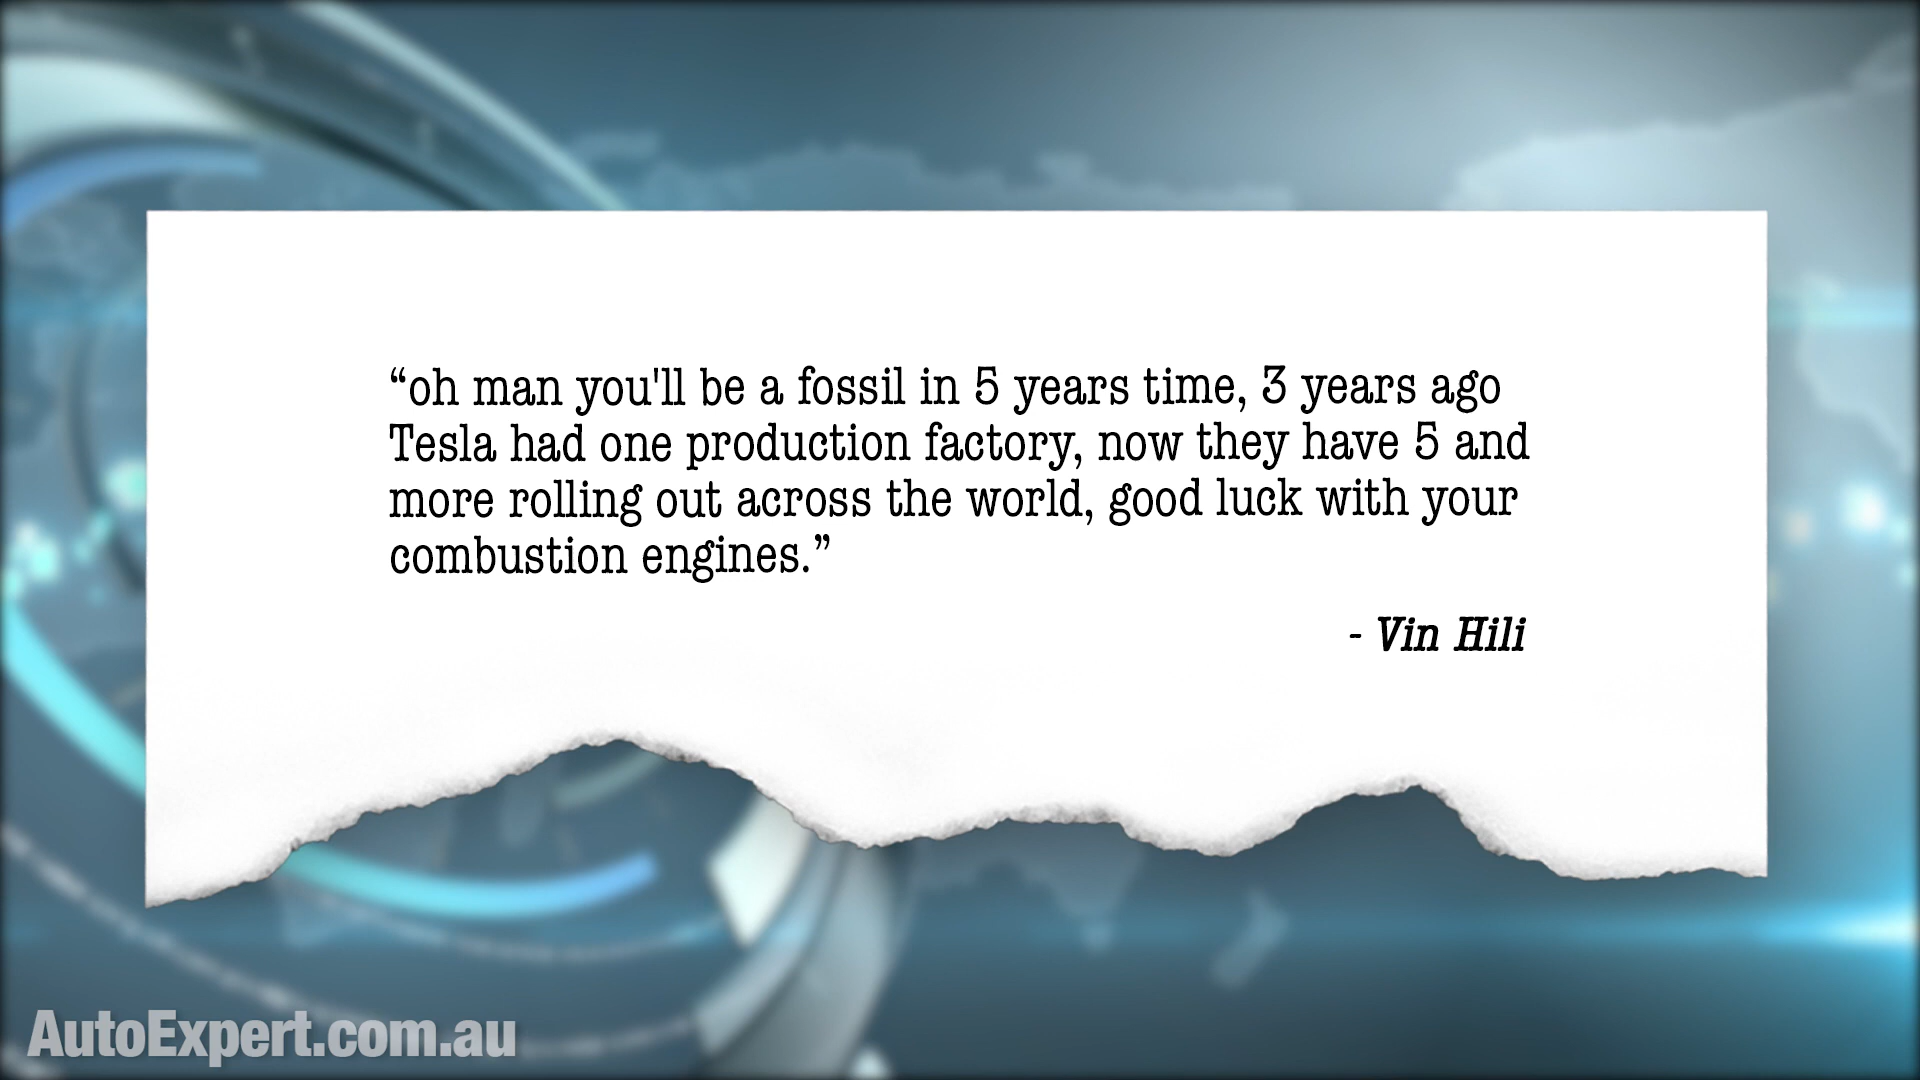 “oh man you'll be a fossil in 5 years time, 3 years ago
Tesla had one production factory, now they have 5 and
more rolling out across the world, good luck with your
combustion engines.”
- Vin Hili
AutoExpert.com.au